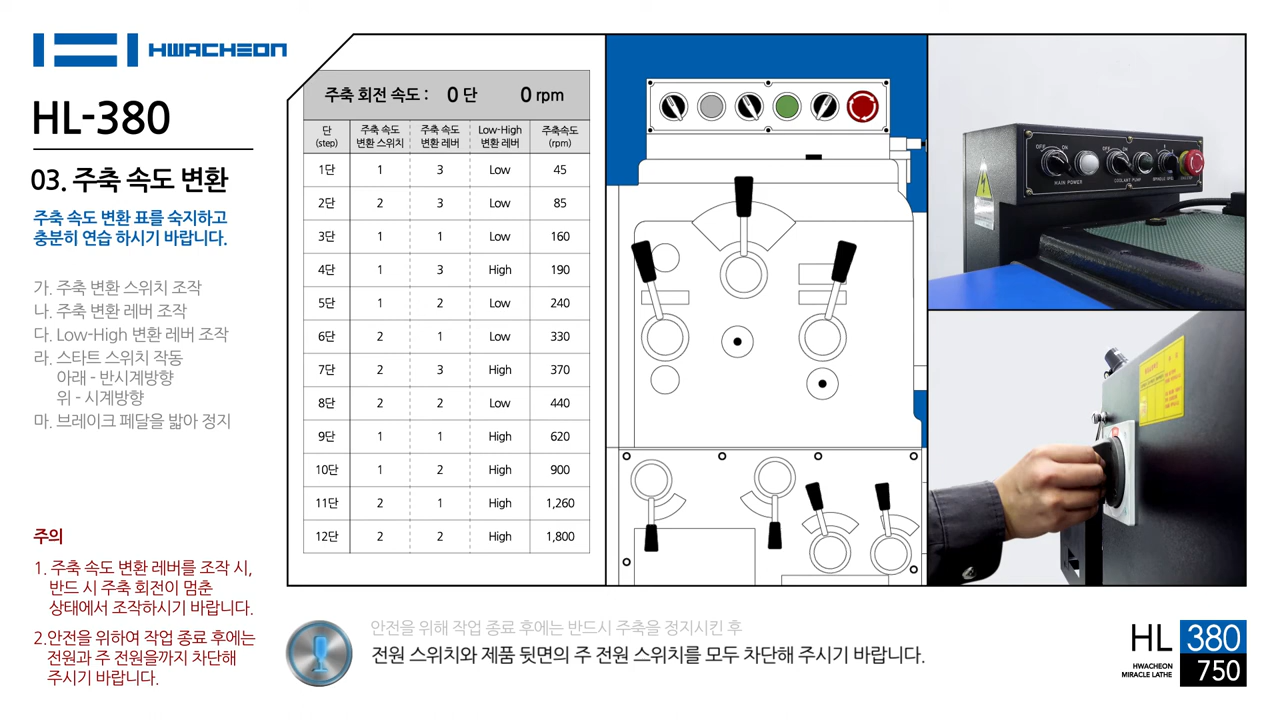 HWACHEON
HL-380
03. 주축 속도 변환
주축 속도 변환 표를 숙지하고
충분히 연습 하시기 바랍니다.
가. 주축 변환 스위치 조작
나. 주축 변환 레버 조작
다. Low-High 변환 레버 조작
라. 스타트 스위치 작동
아래 - 반시계방향
위 - 시계방향
마. 브레이크 페달을 밟아 정지
주의
1. 주축 속도 변환 레버를 조작 시,
반드 시 주축 회전이 멈춘
상태에서 조작하시기 바랍니다.
2.안전을 위하여 작업 종료 후에는
전원과 주 전원을까지 차단해
주시기 바랍니다.
주축 회전 속도 : 0 단 0 rpm
단 (step) 주축 속도 변환 스위치 주축 속도 변환 레버 Low-High 변환 레버 주축속도 (rpm)
1단 1 3 Low 45
2단 2 3 Low 85
3단 1 1 Low 160
4단 1 3 High 190
5단 1 2 Low 240
6단 2 1 Low 330
7단 2 3 High 370
8단 2 2 Low 440
9단 1 1 High 620
10단 1 2 High 900
11단 2 1 High 1,260
12단 2 2 High 1,800
OFF ON OFF ON
MAIN POWER COOLANT PUMP
안전을 위해 작업 종료 후에는 반드시 주축을 정지시킨 후
전원 스위치와 제품 뒷면의 주 전원 스위치를 모두 차단해 주시기 바랍니다.
HL 380
HWACHEON
MIRACLE LATHE
750